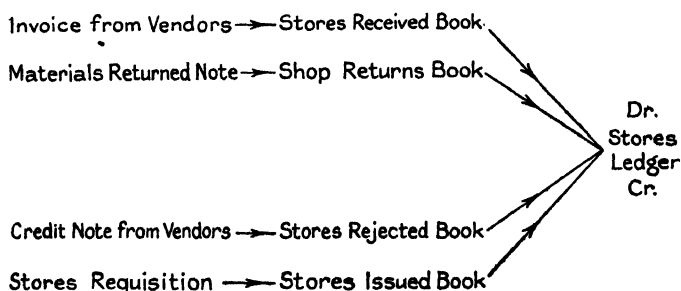 Invoice from Vendors Stores Received Book
Materials Returned Note Shop Returns Book
Dr.
Stores
Ledger
Cr.
Credit Note from Vendors Stores Rejected Book
Stores Requisition Stores Issued Book